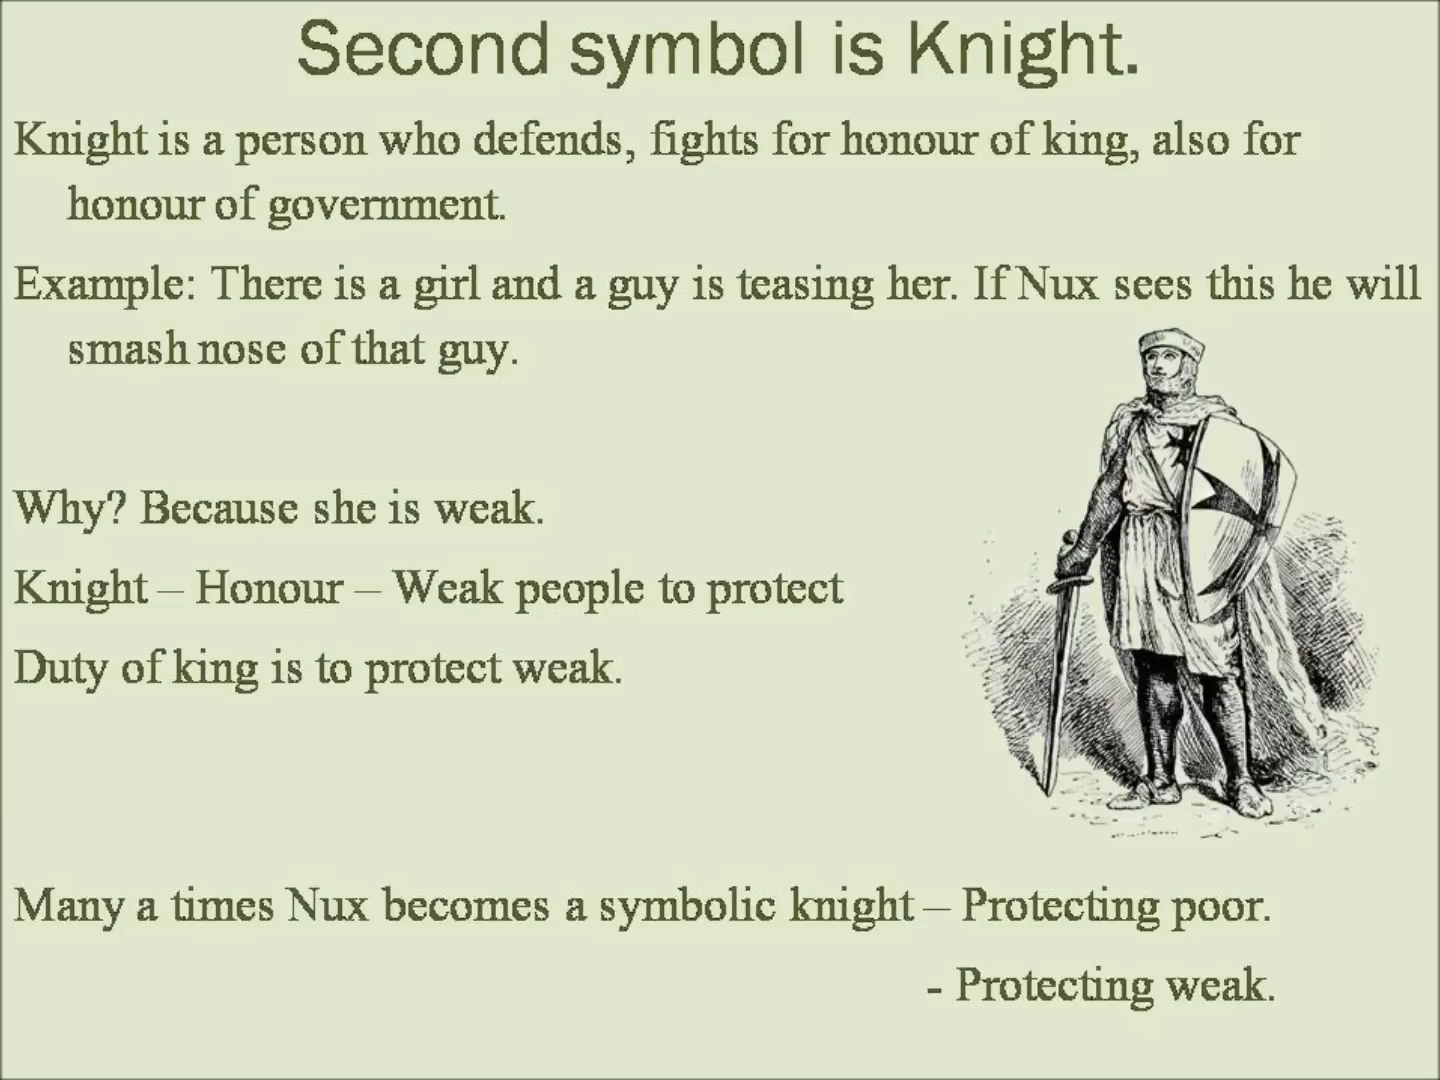 Second symbol is Knight.
Knight is a person who defends, fights for honour of king, also for
honour of government.
Example: There is a girl and a guy is teasing her. If Nux sees this he will
smash nose of that guy.
Why? Because she is weak.
Knight – Honour – Weak people to protect
Duty of king is to protect weak.
Many a times Nux becomes a symbolic knight – Protecting poor.
- Protecting weak.